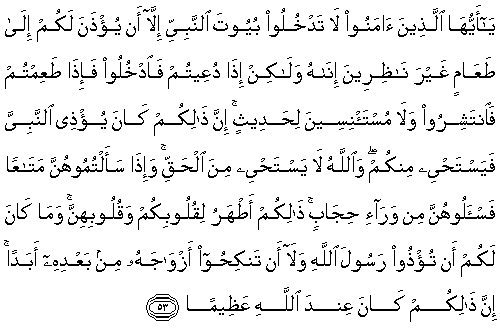 يَـٰٓأَيُّهَا ٱلَّذِينَ ءَامَنُوا۟ لَا تَدْخُلُوا۟ بُيُوتَ ٱلنَّبِىِّ إِلَّآ أَن يُؤْذَنَ لَكُمْ إِلَىٰ
طَعَامٍ غَيْرَ نَـٰظِرِينَ إِنَىٰهُ وَلَـٰكِنْ إِذَا دُعِيتُمْ فَٱدْخُلُوا۟ فَإِذَا طَعِمْتُمْ
فَٱنتَشِرُوا۟ وَلَا مُسْتَـْٔنِسِينَ لِحَدِيثٍ ۚ إِنَّ ذَٰلِكُمْ كَانَ يُؤْذِى ٱلنَّبِىَّ
فَيَسْتَحْىِۦ مِنكُمْ ۖ وَٱللَّهُ لَا يَسْتَحْىِۦ مِنَ ٱلْحَقِّ ۚ وَإِذَا سَأَلْتُمُوهُنَّ مَتَـٰعًا
فَسْـَٔلُوهُنَّ مِن وَرَآءِ حِجَابٍ ۚ ذَٰلِكُمْ أَطْهَرُ لِقُلُوبِكُمْ وَقُلُوبِهِنَّ ۚ وَمَا كَانَ
لَكُمْ أَن تُؤْذُوا۟ رَسُولَ ٱللَّهِ وَلَآ أَن تَنكِحُوٓا۟ أَزْوَٰجَهُۥ مِنۢ بَعْدِهِۦٓ أَبَدًا ۚ
إِنَّ ذَٰلِكُمْ كَانَ عِندَ ٱللَّهِ عَظِيمًا ٥٣